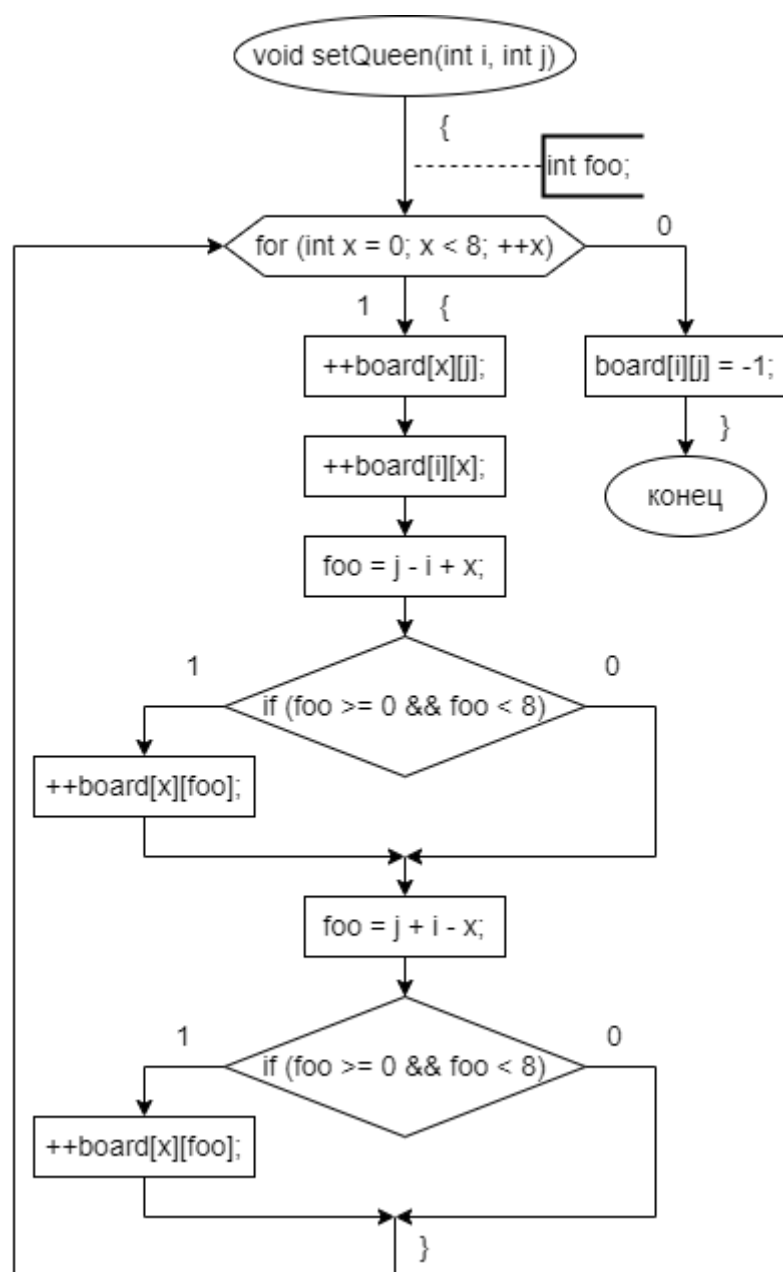 void setQueen(int i, int j)
{
int foo;
for (int x = 0; x < 8; ++x)
0
1
{
++board[x][j];
board[i][j] = -1;
}
++board[i][x];
конец
foo = j - i + x;
1
0
if (foo >= 0 && foo < 8)
++board[x][foo];
foo = j + i - x;
1
0
if (foo >= 0 && foo < 8)
++board[x][foo];
}